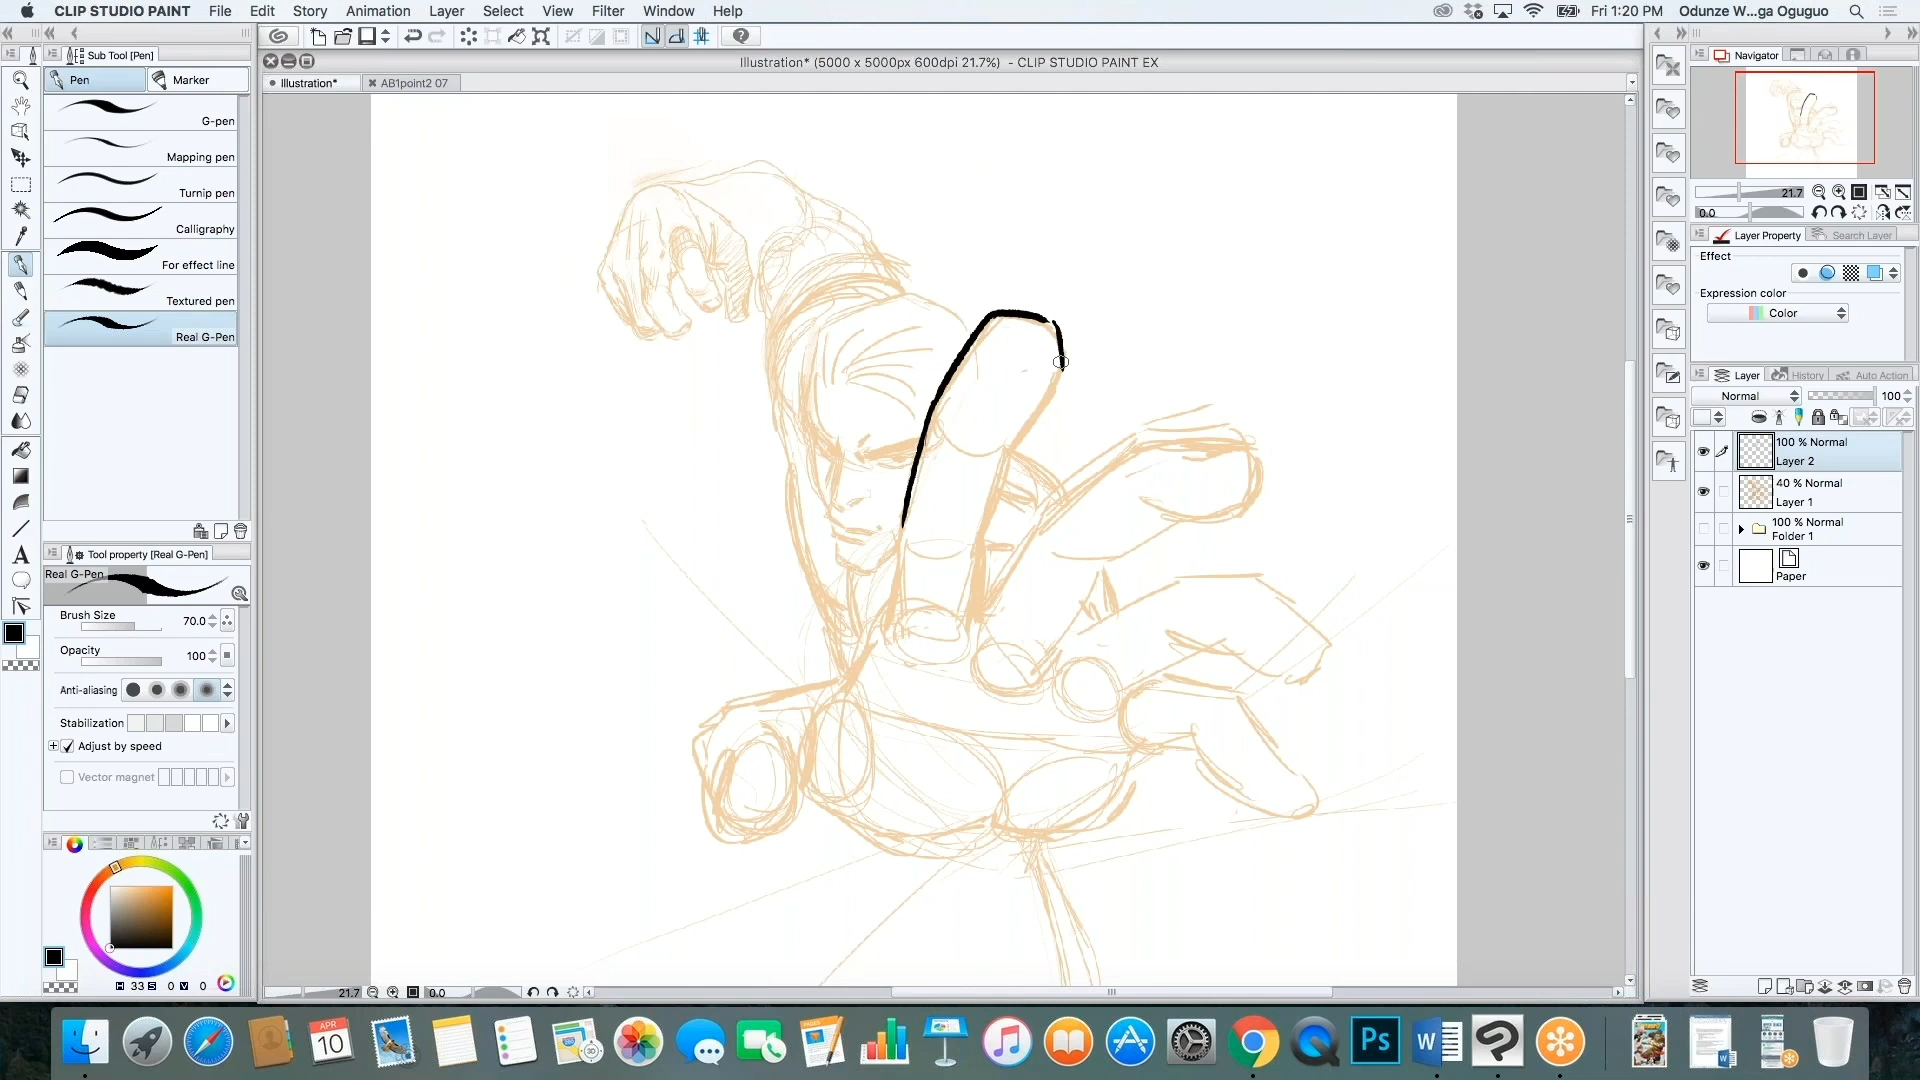 CLIP STUDIO PAINT File Edit Story Animation Layer Select View Filter Window Help Fri 1:20 PM Odunze W...ga Oguguo
Sub Tool [Pen]
Pen Marker
G-pen
Mapping pen
Turnip pen
Calligraphy
For effect line
Textured pen
Real G-Pen
Tool property [Real G-Pen]
Real G-Pen
Brush Size 70.0
Opacity 100
Anti-aliasing
Stabilization
Adjust by speed
Vector magnet
H 33 S 0 V 0
Illustration* (5000 x 5000px 600dpi 21.7%) - CLIP STUDIO PAINT EX
Illustration* AB1point2 07
21.7 0.0
Navigator
21.7
0.0
Layer Property Search Layer
Effect
Expression color
Color
Layer History Auto Action
Normal 100
100 % Normal
Layer 2
40 % Normal
Layer 1
100 % Normal
Folder 1
Paper
APR
10
3D
PAGES
Ps
W